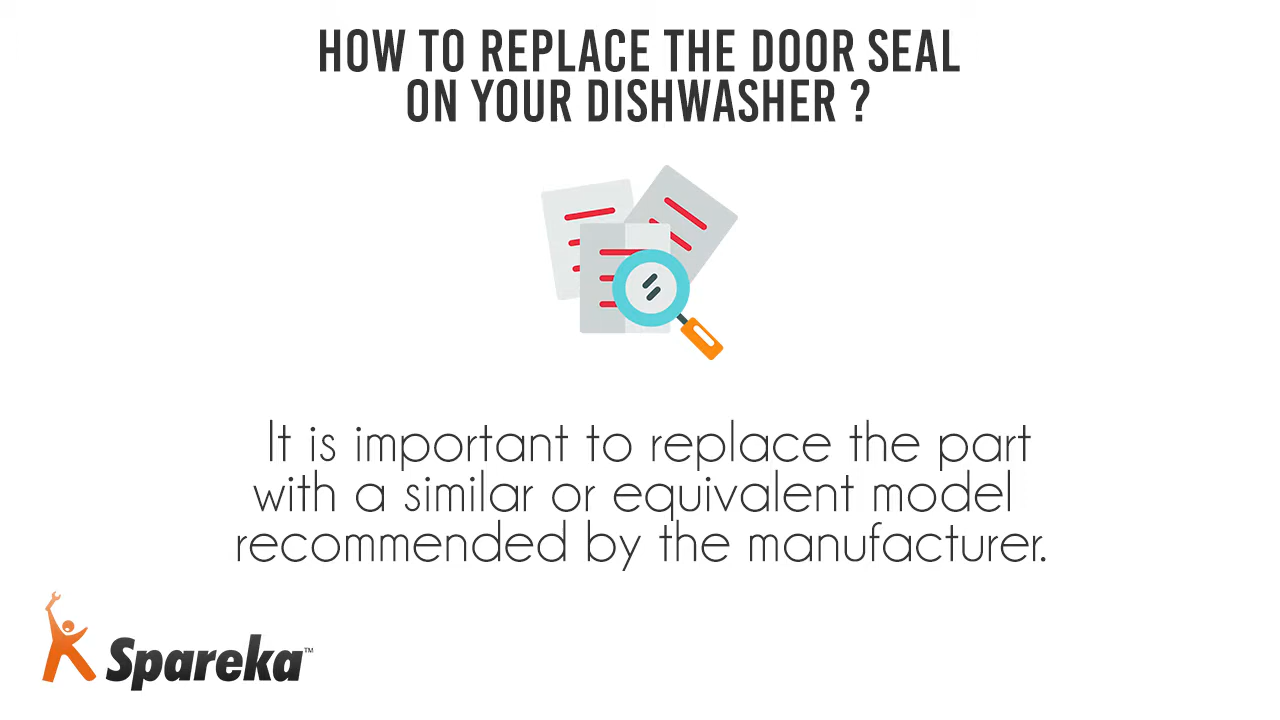 HOW TO REPLACE THE DOOR SEAL
ON YOUR DISHWASHER ?
It is important to replace the part
with a similar or equivalent model
recommended by the manufacturer.
Spareka™